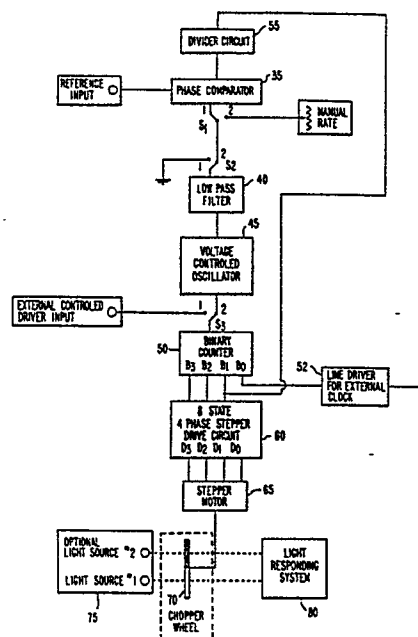 55
DIVIDER CIRCUIT
35
REFERENCE INPUT
PHASE COMPARATOR
1 2
S1
MANUAL RATE
2
1 S2
40
LOW PASS FILTER
45
VOLTAGE CONTROLED OSCILLATOR
EXTERNAL CONTROLED DRIVER INPUT
1 2
S3
50
BINARY COUNTER
B3 B2 B1 B0
52
LINE DRIVER FOR EXTERNAL CLOCK
8 STATE
4 PHASE STEPPER
DRIVE CIRCUIT
D3 D2 D1 D0
60
STEPPER MOTOR
65
OPTIONAL LIGHT SOURCE #2
LIGHT SOURCE #1
75
70
CHOPPER WHEEL
LIGHT RESPONDING SYSTEM
80